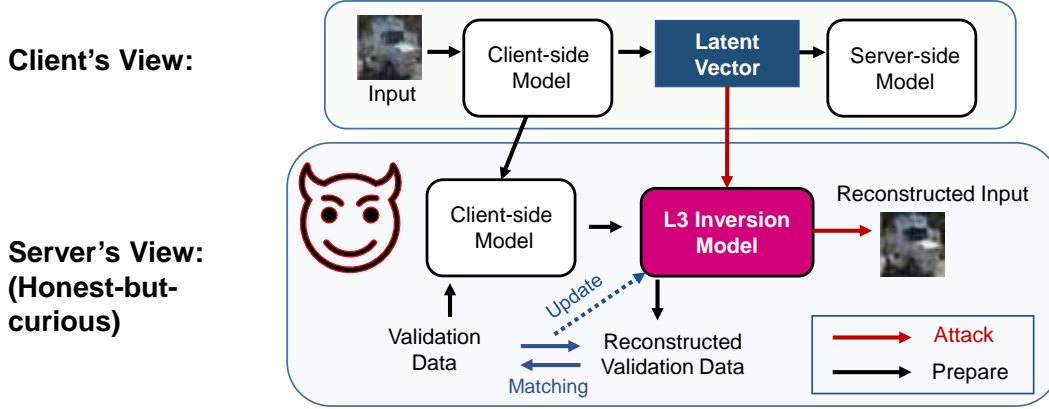 Client's View:
Input
Client-side
Model
Latent
Vector
Server-side
Model
Server's View:
(Honest-but-
curious)
Client-side
Model
L3 Inversion
Model
Reconstructed Input
Update
Validation
Data
Matching
Reconstructed
Validation Data
Attack
Prepare